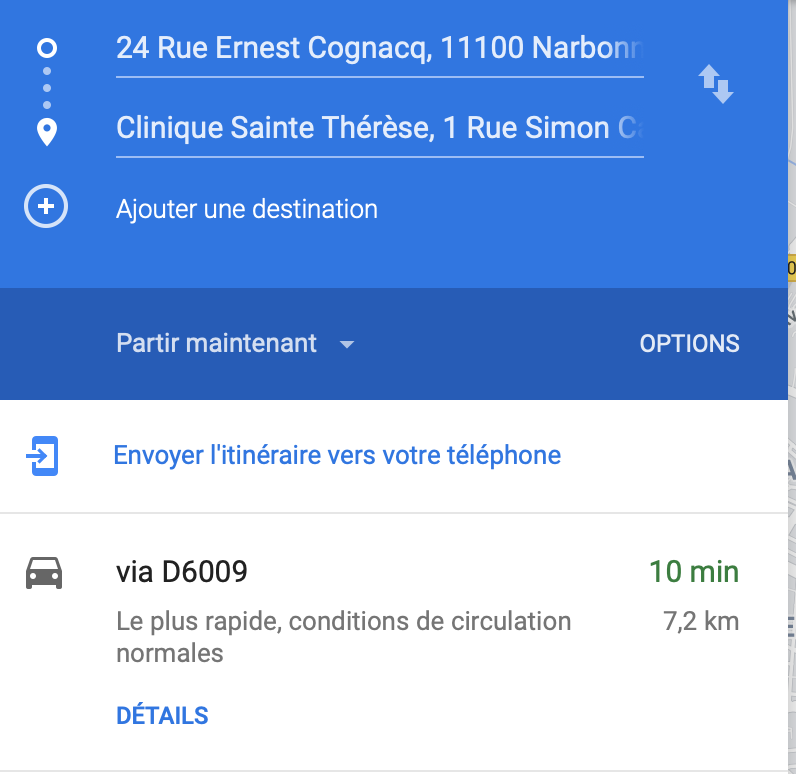 24 Rue Ernest Cognacq, 11100 Narbonn
Clinique Sainte Thérèse, 1 Rue Simon Ca
Ajouter une destination
Partir maintenant
OPTIONS
Envoyer l'itinéraire vers votre téléphone
via D6009
10 min
Le plus rapide, conditions de circulation
7,2 km
normales
DÉTAILS